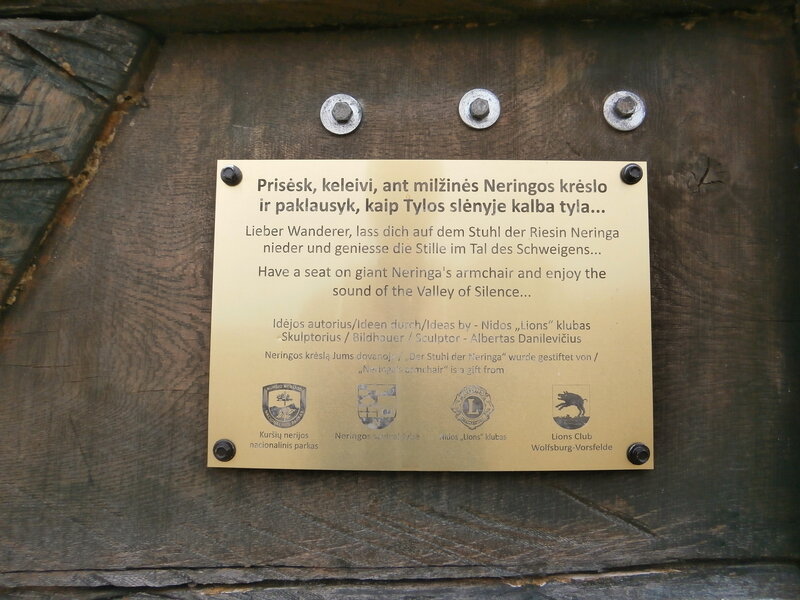 Prisėsk, keleivi, ant milžinės Neringos krėslo
ir paklausyk, kaip Tylos slėnyje kalba tyla...
Lieber Wanderer, lass dich auf dem Stuhl der Riesin Neringa
nieder und geniesse die Stille im Tal des Schweigens...
Have a seat on giant Neringa's armchair and enjoy the
sound of the Valley of Silence...
Idėjos autorius/Ideen durch/Ideas by - Nidos „Lions" klubas
Skulptorius / Bildhauer / Sculptor - Albertas Danilevičius
Neringos krėslą Jums dovanoja/ „Der Stuhl der Neringa" wurde gestiftet von /
„Neringa's armchair" is a gift from
Kuršių nerijos
nacionalinis parkas
Neringos
Nidos „Lions" klubas
L
Lions Club
Wolfsburg-Vorsfelde